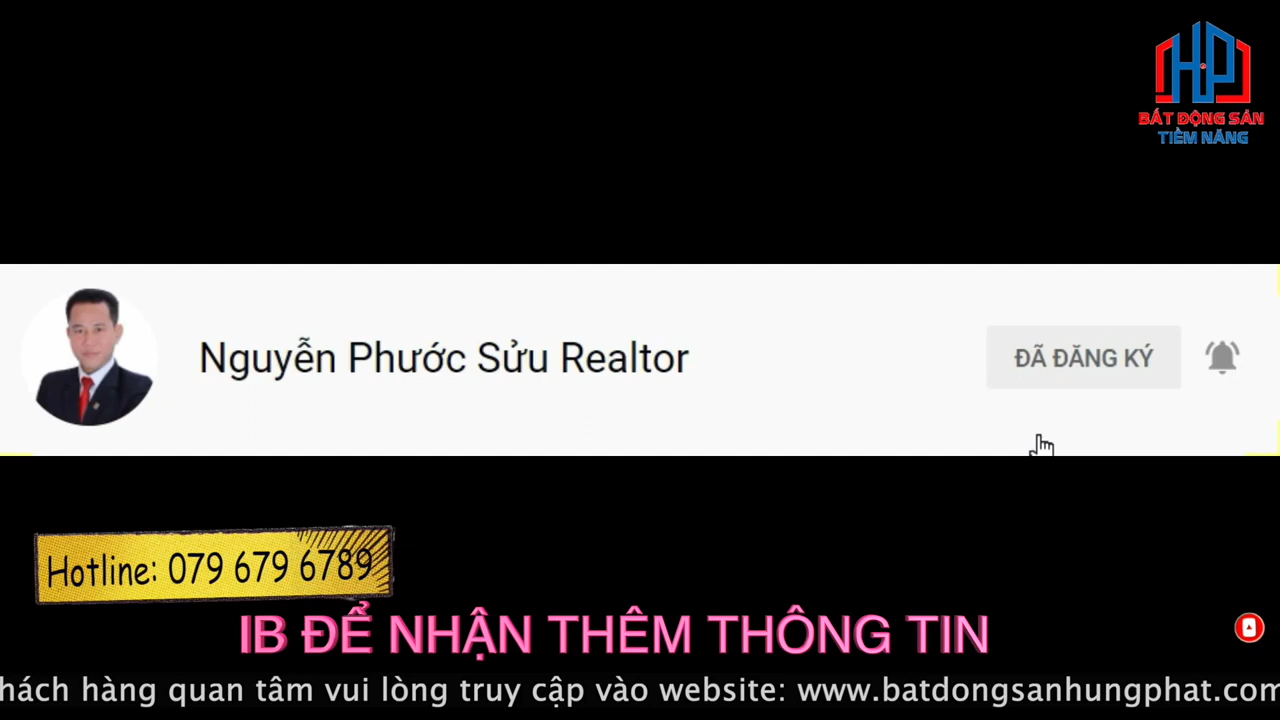 HP
BẤT ĐỘNG SẢN
TIỀM NĂNG
Nguyễn Phước Sửu Realtor
ĐÃ ĐĂNG KÝ
Hotline: 079 679 6789
IB ĐỂ NHẬN THÊM THÔNG TIN
hách hàng quan tâm vui lòng truy cập vào website: www.batdongsanhungphat.com